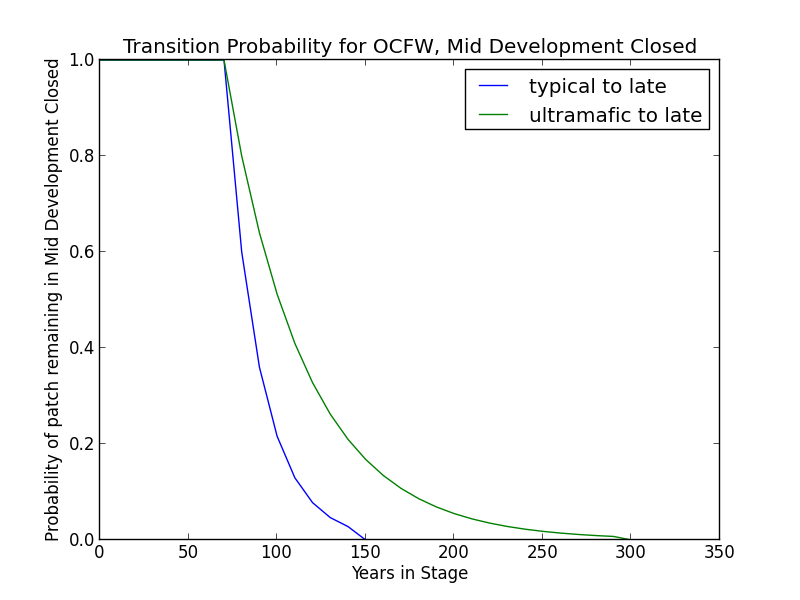 Transition Probability for OCFW, Mid Development Closed
typical to late
ultramafic to late
Probability of patch remaining in Mid Development Closed
1.0
0.8
0.6
0.4
0.2
0.0
0 50 100 150 200 250 300 350
Years in Stage